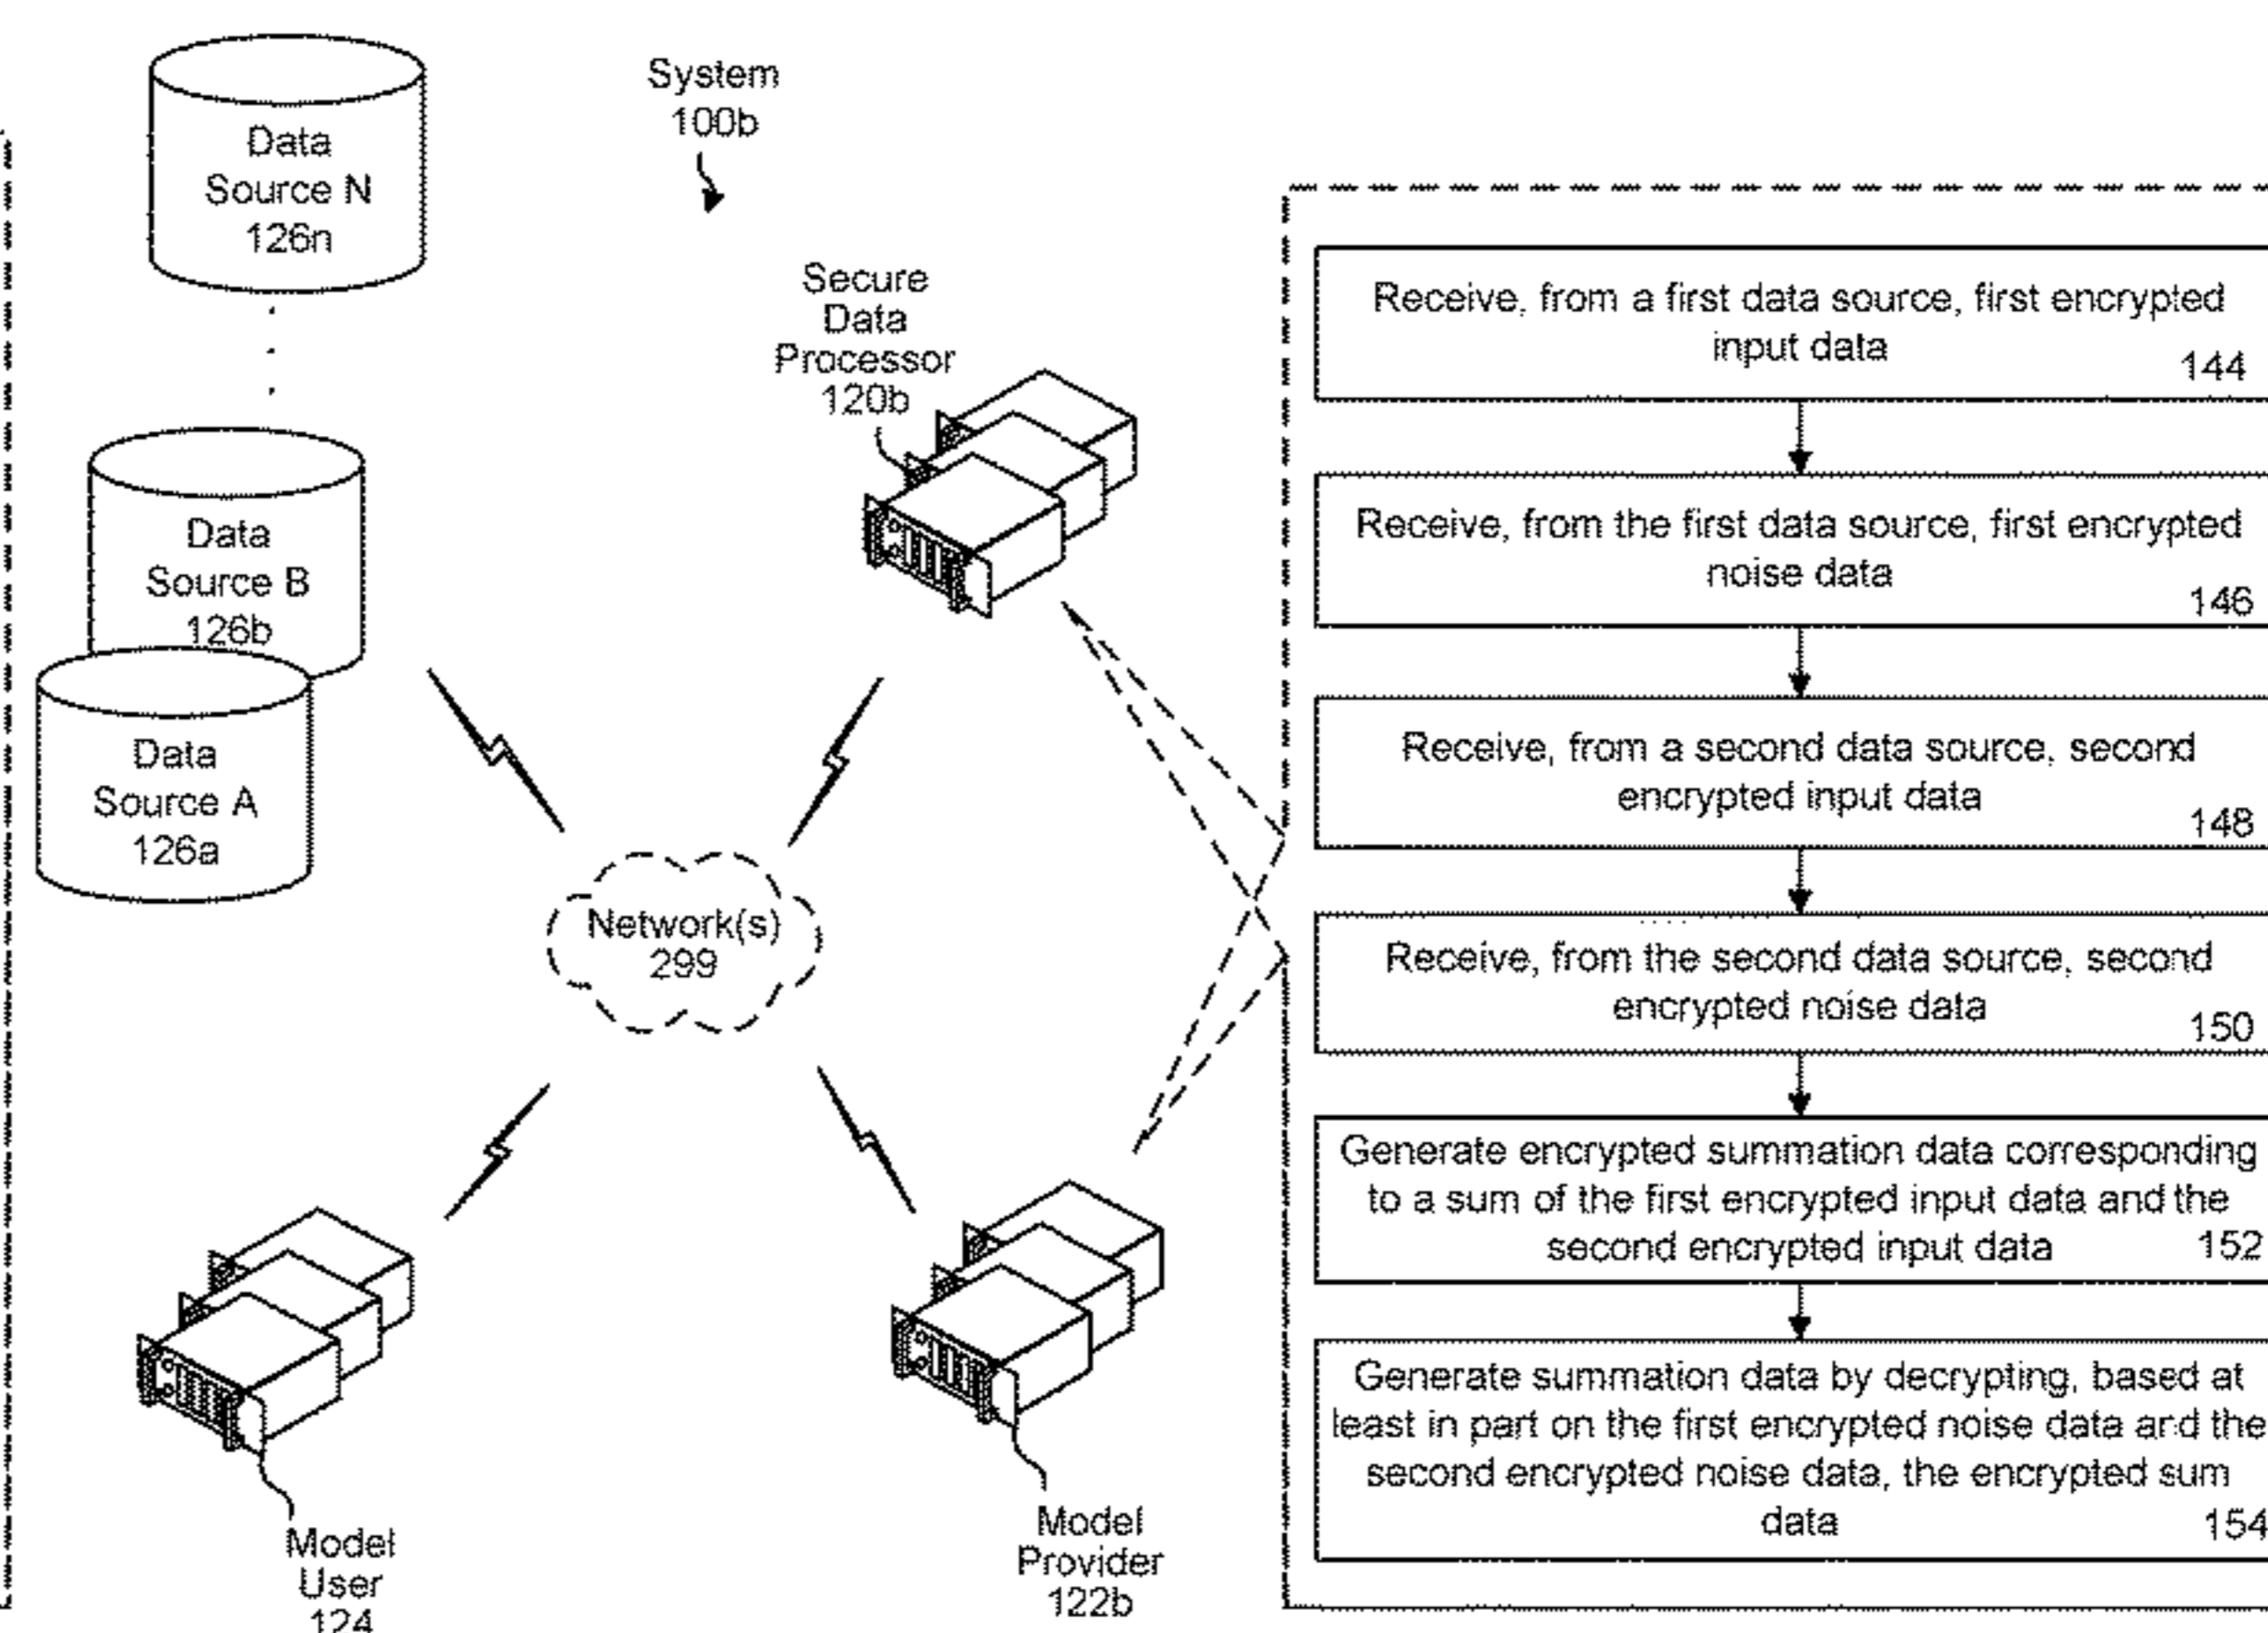 System
100b
Data
Source N
126n
Data
Source B
126b
Data
Source A
126a
Secure
Data
Processor
120b
Network(s)
299
Model
User
124
Model
Provider
122b
Receive, from a first data source, first encrypted
input data
144
Receive, from the first data source, first encrypted
noise data
146
Receive, from a second data source, second
encrypted input data
148
Receive, from the second data source, second
encrypted noise data
150
Generate encrypted summation data corresponding
to a sum of the first encrypted input data and the
second encrypted input data
152
Generate summation data by decrypting, based at
least in part on the first encrypted noise data and the
second encrypted noise data, the encrypted sum
data
154